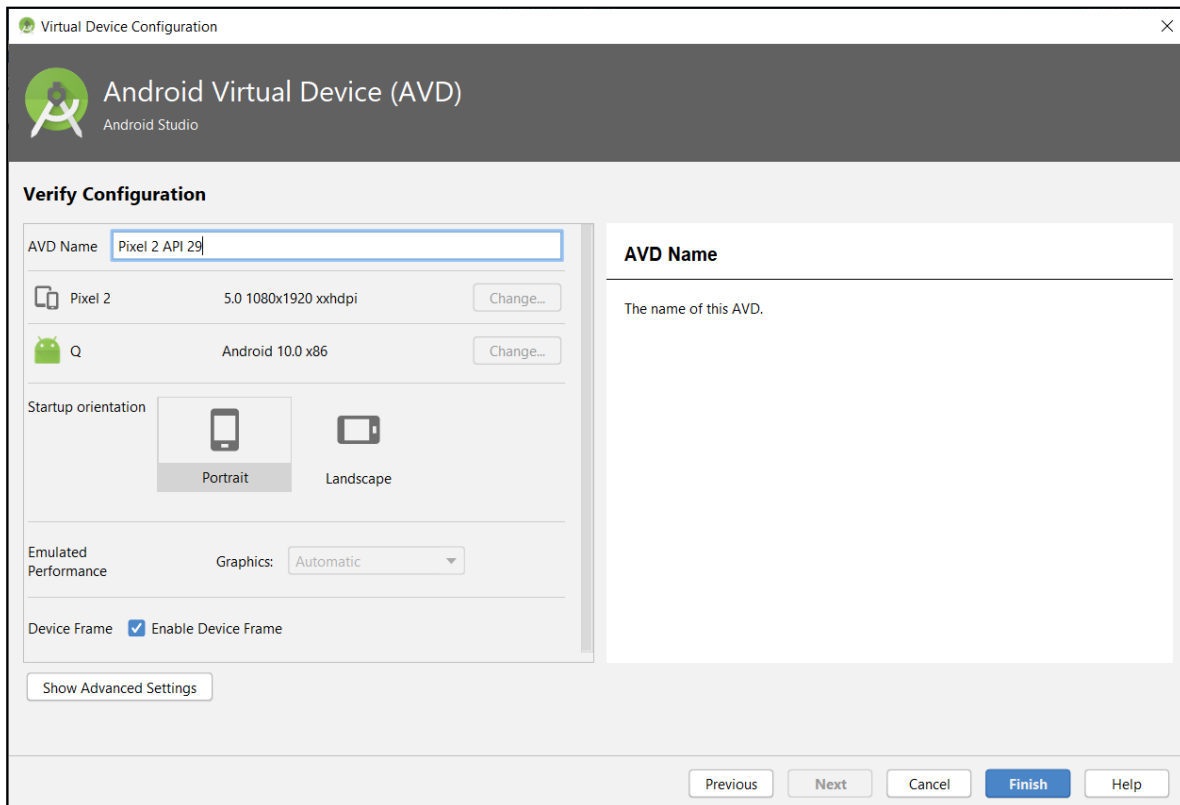 Virtual Device Configuration
Android Virtual Device (AVD)
Android Studio
Verify Configuration
AVD Name Pixel 2 API 29
Pixel 2 5.0 1080x1920 xxhdpi Change...
Q Android 10.0 x86 Change...
Startup orientation
Portrait Landscape
Emulated
Performance
Graphics: Automatic
Device Frame Enable Device Frame
Show Advanced Settings
AVD Name
The name of this AVD.
Previous Next Cancel Finish Help